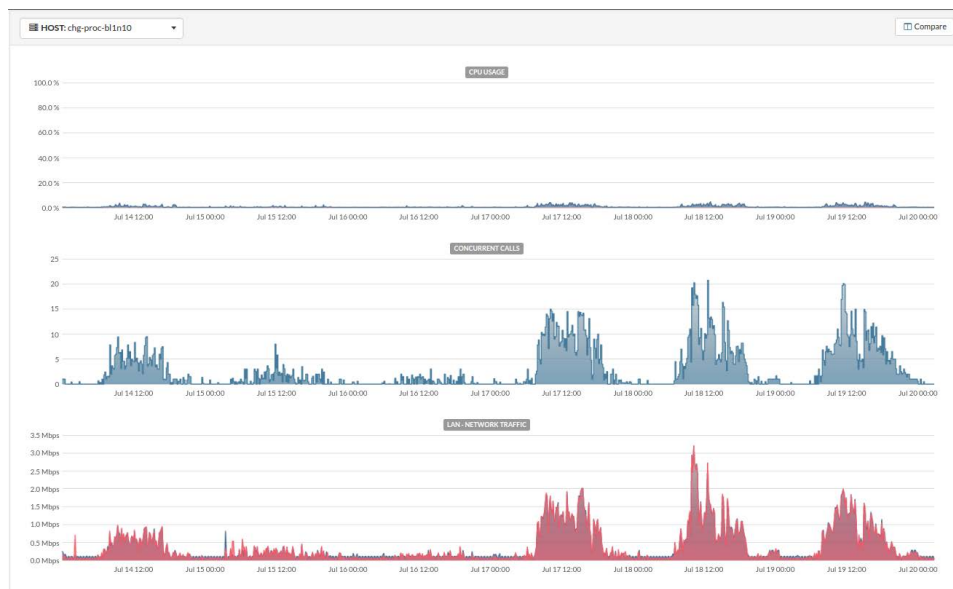 HOST: chg-proc-bl1n10
Compare
CPU USAGE
100.0 %
80.0 %
60.0 %
40.0 %
20.0 %
0.0 %
Jul 14 12:00 Jul 15 00:00 Jul 15 12:00 Jul 16 00:00 Jul 16 12:00 Jul 17 00:00 Jul 17 12:00 Jul 18 00:00 Jul 18 12:00 Jul 19 00:00 Jul 19 12:00 Jul 20 00:00
CONCURRENT CALLS
25
20
15
10
5
0
Jul 14 12:00 Jul 15 00:00 Jul 15 12:00 Jul 16 00:00 Jul 16 12:00 Jul 17 00:00 Jul 17 12:00 Jul 18 00:00 Jul 18 12:00 Jul 19 00:00 Jul 19 12:00 Jul 20 00:00
LAN - NETWORK TRAFFIC
3.5 Mbps
3.0 Mbps
2.5 Mbps
2.0 Mbps
1.5 Mbps
1.0 Mbps
0.5 Mbps
0.0 Mbps
Jul 14 12:00 Jul 15 00:00 Jul 15 12:00 Jul 16 00:00 Jul 16 12:00 Jul 17 00:00 Jul 17 12:00 Jul 18 00:00 Jul 18 12:00 Jul 19 00:00 Jul 19 12:00 Jul 20 00:00